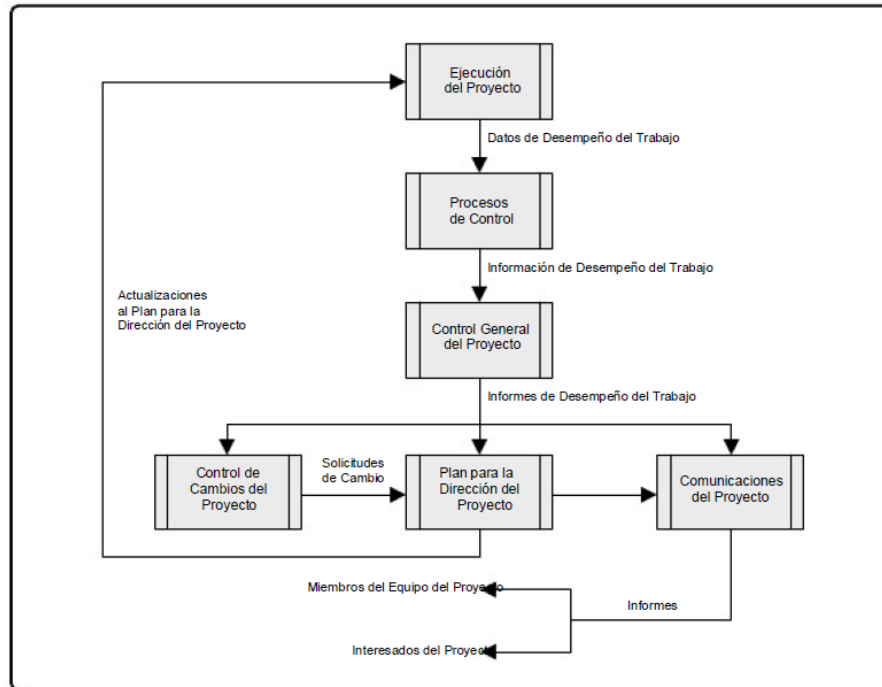 Ejecución
del Proyecto
Datos de Desempeño del Trabajo
Procesos
de Control
Información de Desempeño del Trabajo
Actualizaciones
al Plan para la
Dirección del Proyecto
Control General
del Proyecto
Informes de Desempeño del Trabajo
Control de
Cambios del
Proyecto
Solicitudes
de Cambio
Plan para la
Dirección del
Proyecto
Comunicaciones
del Proyecto
Miembros del Equipo del Proyecto
Informes
Interesados del Proyecto